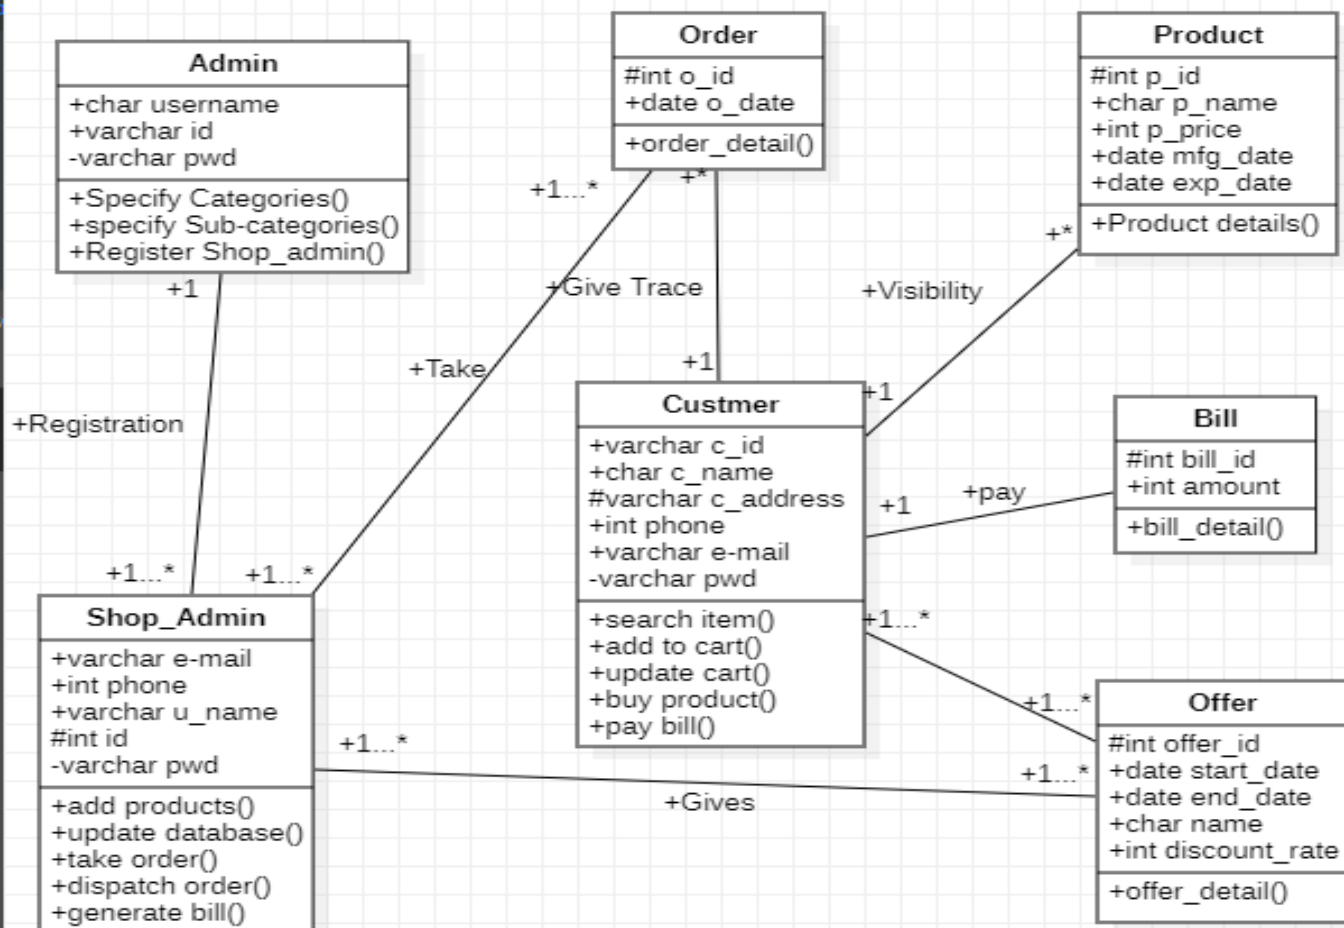 Admin
+char username
+varchar id
-varchar pwd
+Specify Categories()
+specify Sub-categories()
+Register Shop_admin()
Order
#int o_id
+date o_date
+order_detail()
Product
#int p_id
+char p_name
+int p_price
+date mfg_date
+date exp_date
+Product details()
+1
+Registration
+1...*
+1...*
+Take
+1...*
+*
+Give Trace
+1
+*
+Visibility
+1
Custmer
+varchar c_id
+char c_name
#varchar c_address
+int phone
+varchar e-mail
-varchar pwd
+search item()
+add to cart()
+update cart()
+buy product()
+pay bill()
+1
+pay
Bill
#int bill_id
+int amount
+bill_detail()
+1...*
+1...*
Shop_Admin
+varchar e-mail
+int phone
+varchar u_name
#int id
-varchar pwd
+add products()
+update database()
+take order()
+dispatch order()
+generate bill()
+1...*
+Gives
+1...*
Offer
#int offer_id
+date start_date
+date end_date
+char name
+int discount_rate
+offer_detail()